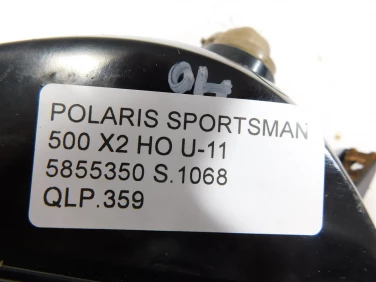 POLARIS SPORTSMAN
500 X2 HO U-11
5855350 S.1068
QLP.359